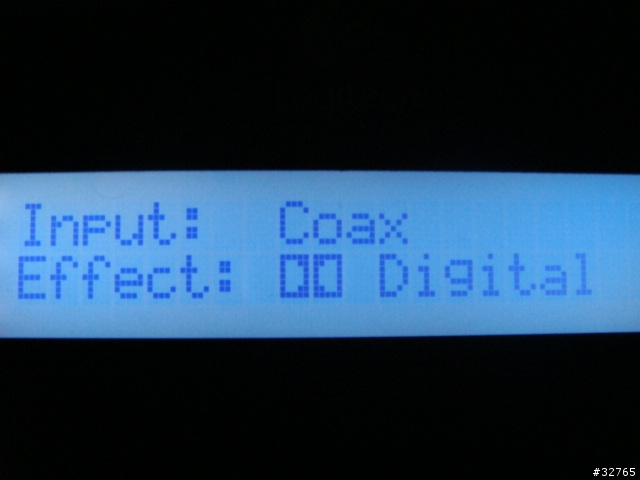 Input: Coax
Effect: Digital
#32765